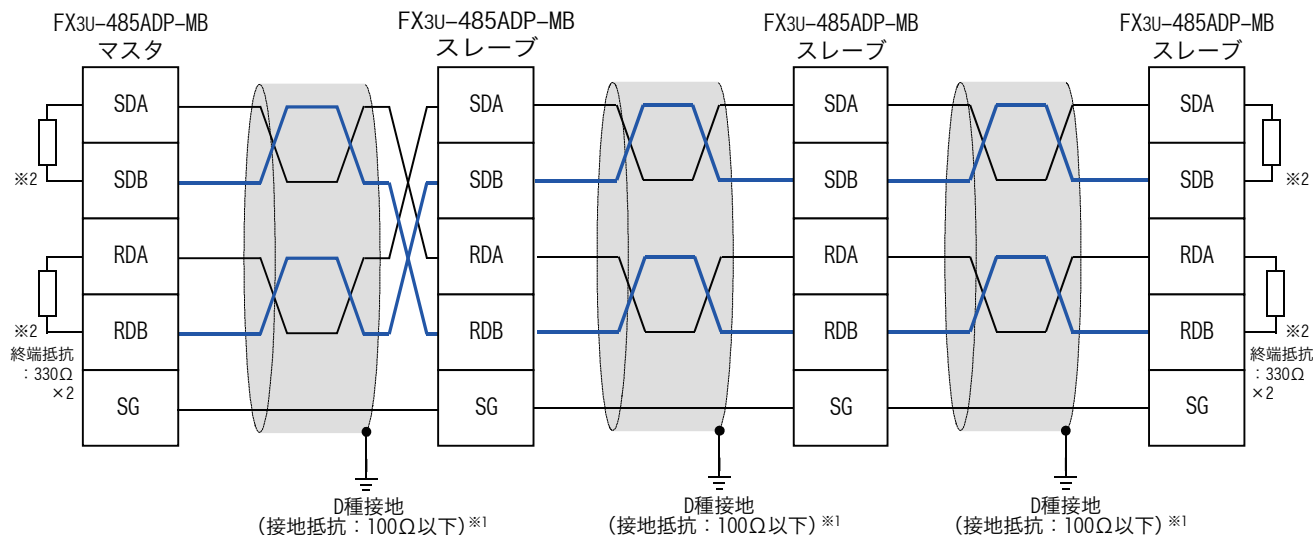 FX3U-485ADP-MB
マスタ
FX3U-485ADP-MB
スレーブ
FX3U-485ADP-MB
スレーブ
FX3U-485ADP-MB
スレーブ
SDA
SDB
RDA
RDB
SG
SDA
SDB
RDA
RDB
SG
SDA
SDB
RDA
RDB
SG
SDA
SDB
RDA
RDB
SG
※2
※2
終端抵抗
:330Ω
×2
※2
※2
終端抵抗
:330Ω
×2
D種接地
(接地抵抗:100Ω以下)※1
D種接地
(接地抵抗:100Ω以下)※1
D種接地
(接地抵抗:100Ω以下)※1